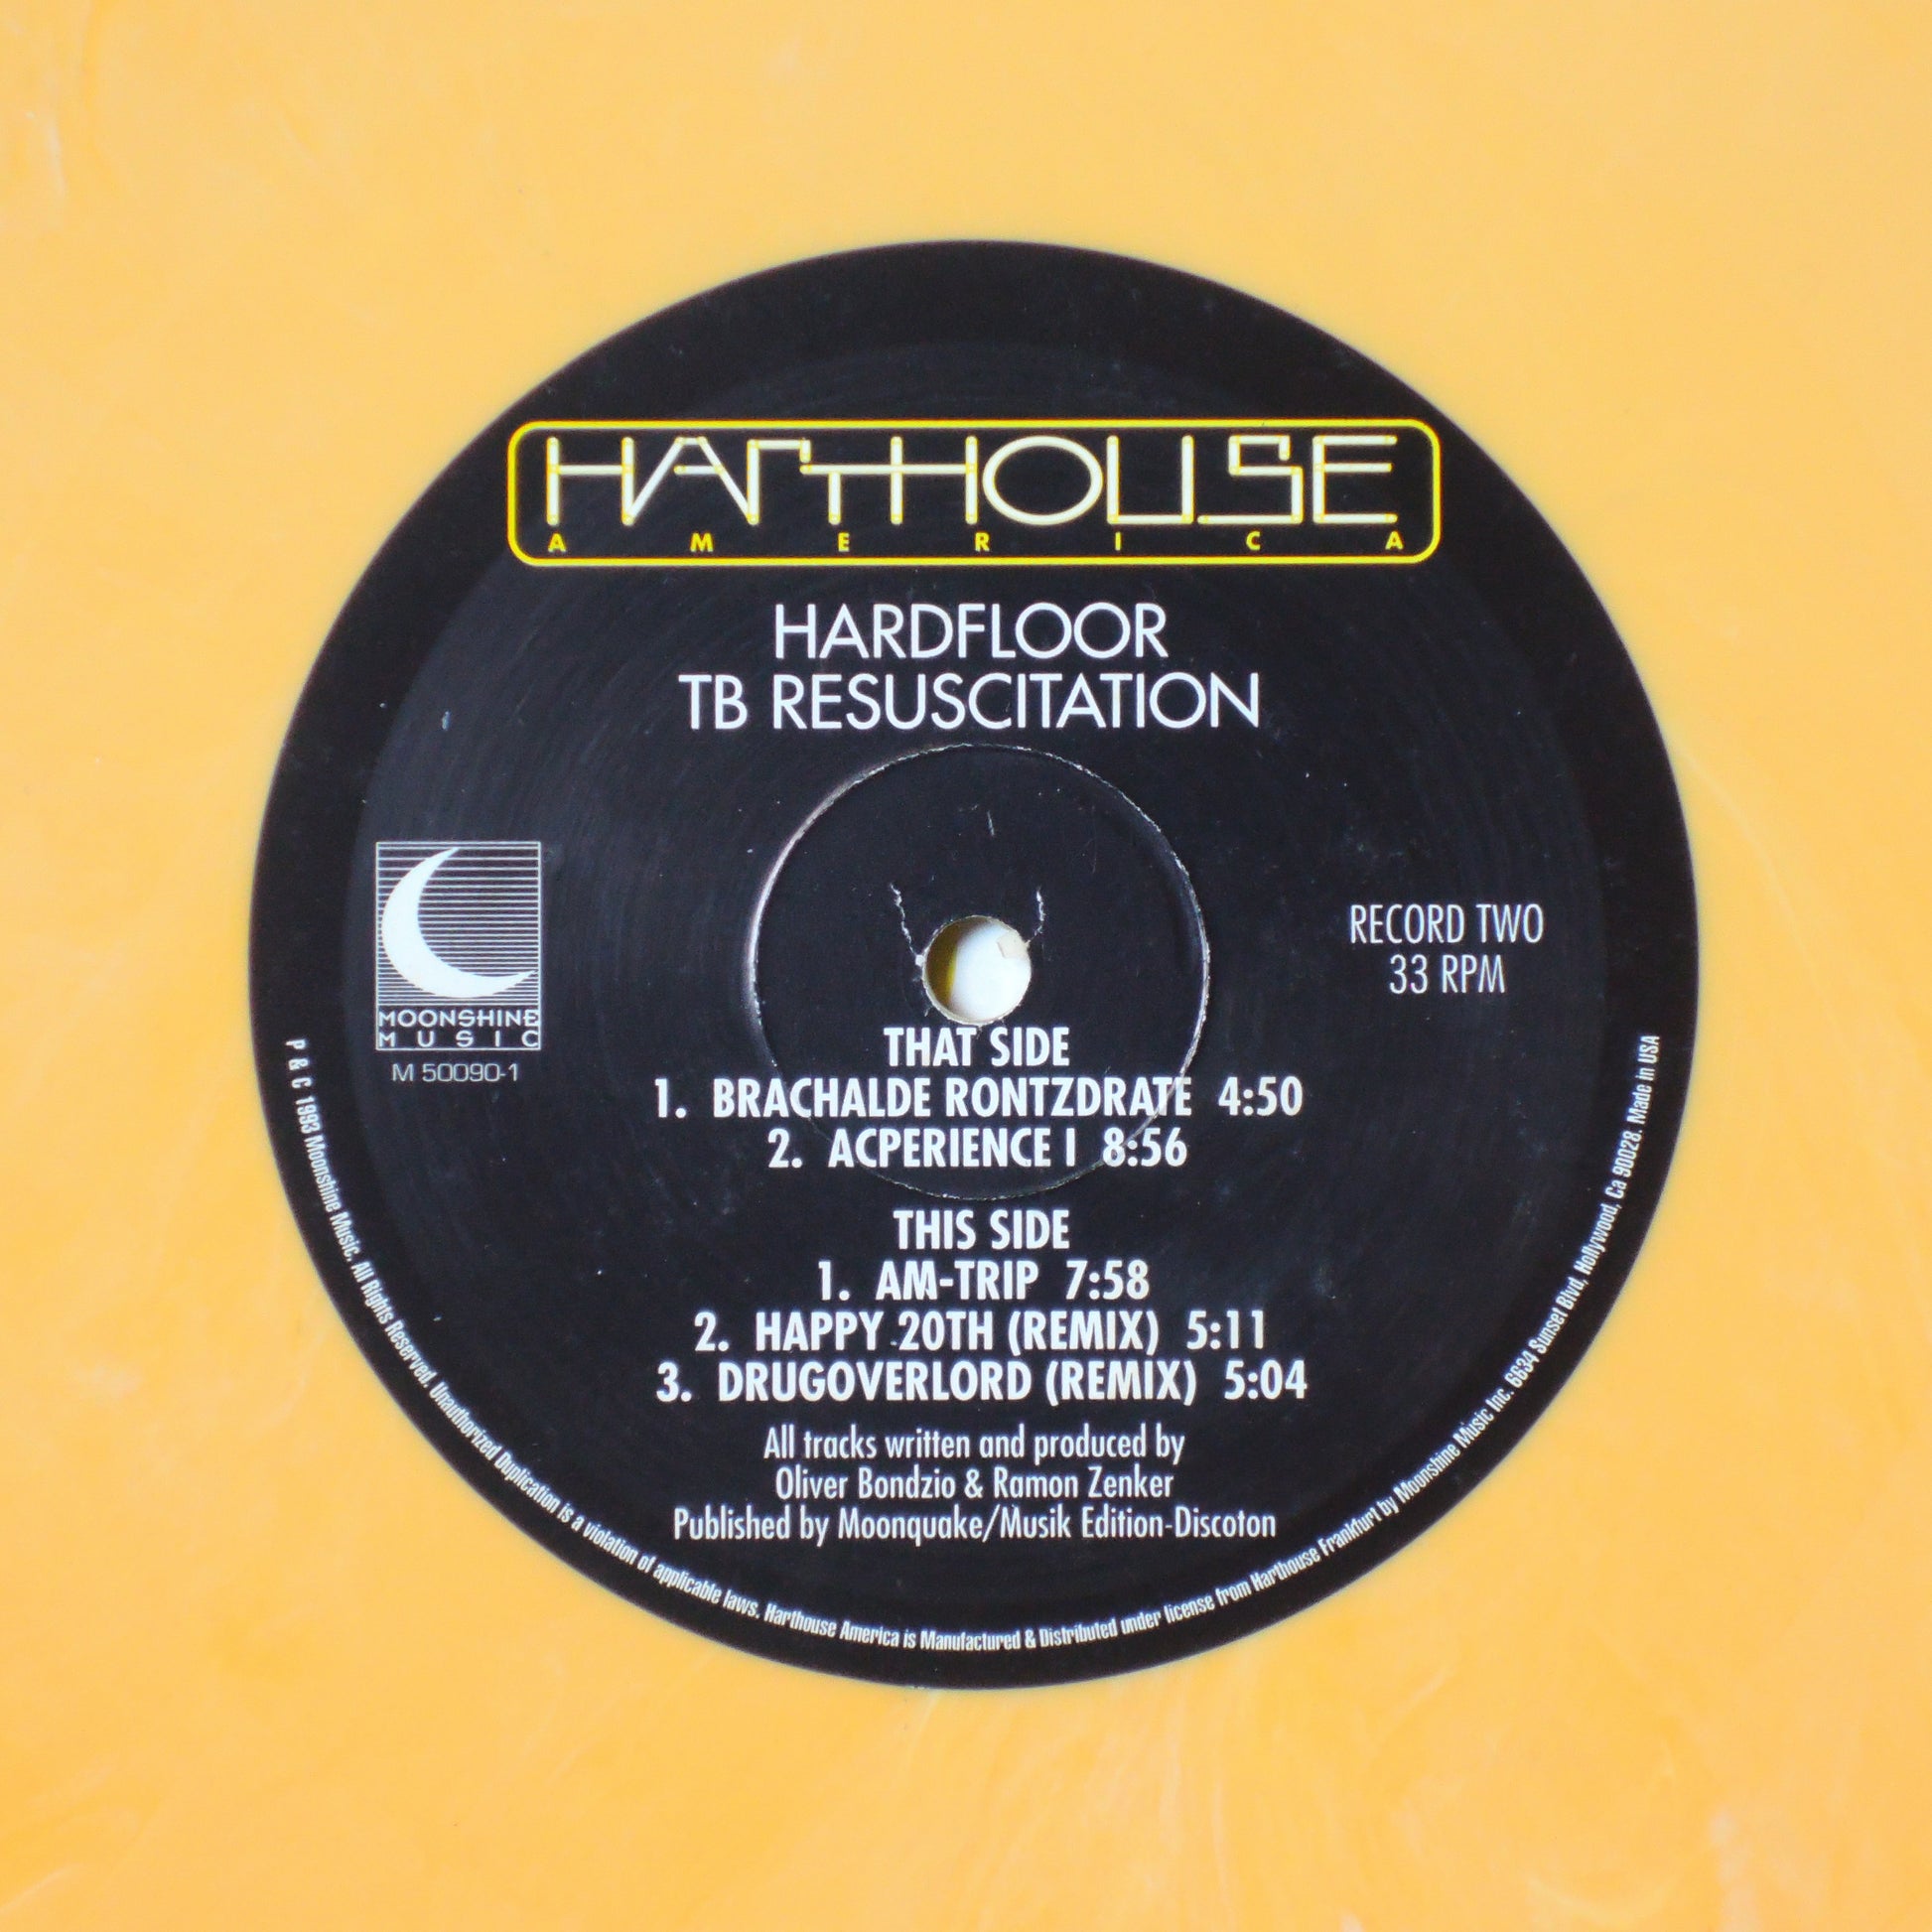 HARTHOUSE
AMERICA
HARDFLOOR
TB RESUSCITATION
MOONSHINE
MUSIC
M 50090-1
RECORD TWO
33 RPM
THAT SIDE
1. BRACHALDE RONTZDRATE 4:50
2. ACPERIENCE I 8:56
THIS SIDE
1. AM-TRIP 7:58
2. HAPPY 20TH (REMIX) 5:11
3. DRUGOVERLORD (REMIX) 5:04
All tracks written and produced by
Oliver Bondzio & Ramon Zenker
Published by Moonquake/Musik Edition-Discoton
P & C 1993 Moonshine Music. All Rights Reserved. Unauthorized Duplication is a violation of applicable laws. Harthouse America is Manufactured & Distributed under license from Harthouse Frankfurt by Moonshine Music Inc. 6634 Sunset Blvd, Hollywood, Ca 90028. Made in USA